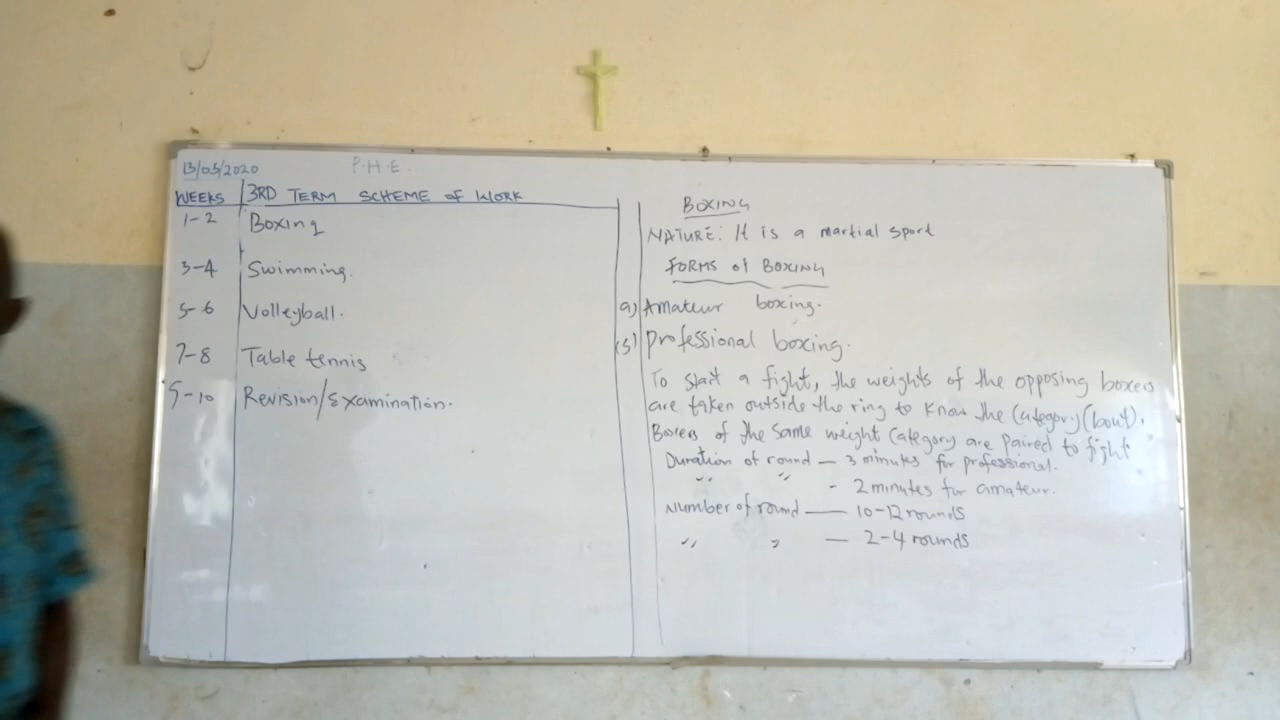 13/05/2020 P.H.E.
WEEKS 3RD TERM SCHEME OF WORK
1-2 Boxing
3-4 Swimming.
5-6 Volleyball.
7-8 Table tennis
9-10 Revision/Examination.
BOXING
NATURE: It is a martial sport
FORMS of BOXING
a) Amateur boxing.
(b) professional boxing.
To start a fight, the weights of the opposing boxers
are taken outside the ring to know the Category (bout).
Boxers of the same weight Category are paired to fight
Duration of round — 3 minutes for professional.
〃 〃 - 2 minutes for amateur.
Number of round — 10-12 rounds
〃 〃 — 2-4 rounds